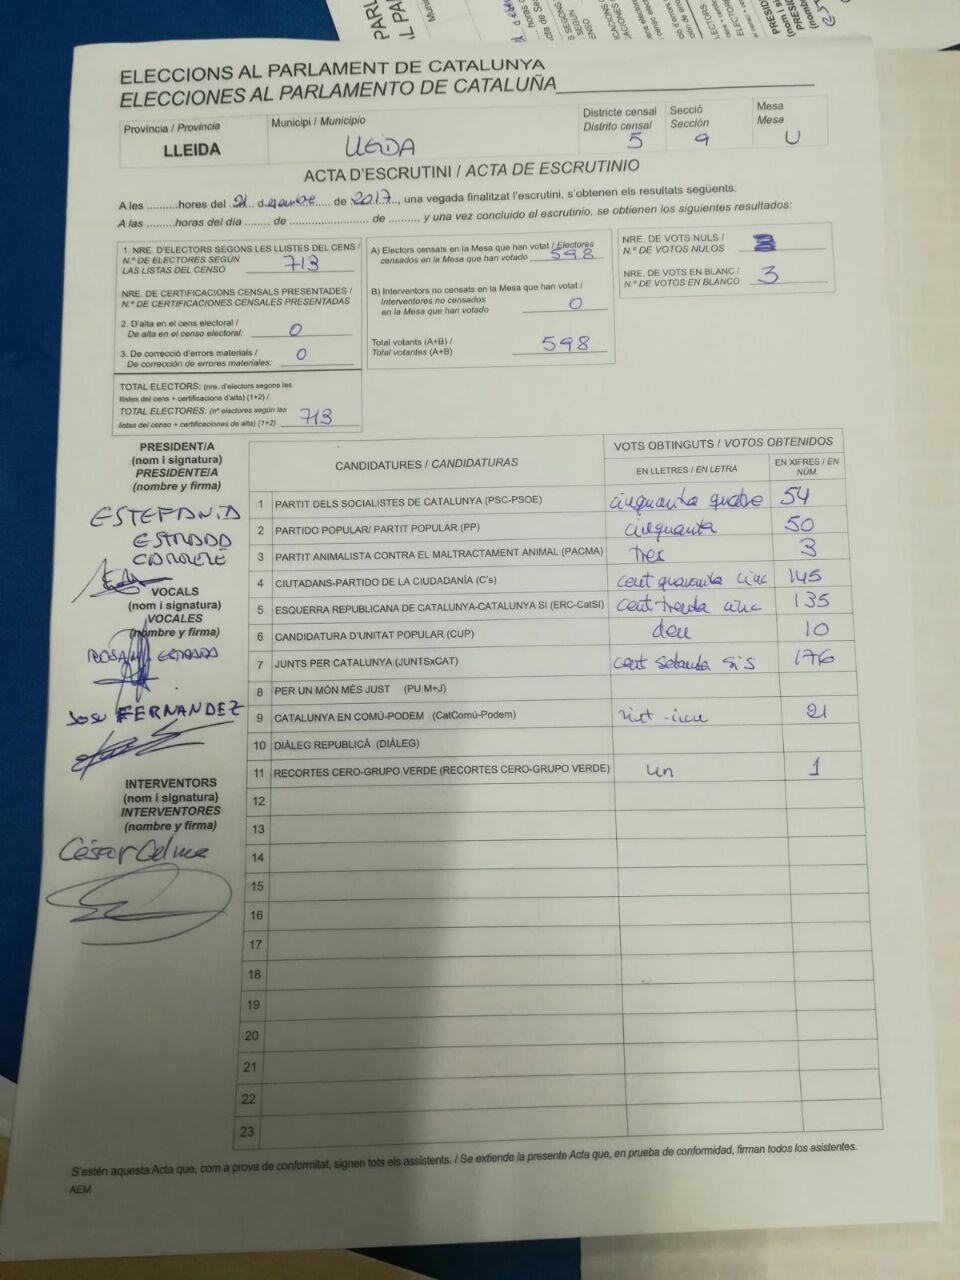 ELECCIONS AL PARLAMENT DE CATALUNYA
ELECCIONES AL PARLAMENTO DE CATALUÑA
Província / Provincia
LLEIDA
Municipi / Municipio
LLEIDA
Districte censal
Distrito censal
5
Secció
Sección
9
Mesa
Mesa
U
ACTA D'ESCRUTINI / ACTA DE ESCRUTINIO
A les .........hores del 21 desembre de 2017, una vegada finalitzat l'escrutini, s'obtenen els resultats següents:
A las .........horas del día ....... de ........................ de ........., y una vez concluido el escrutinio, se obtienen los siguientes resultados:
1. NRE. D'ELECTORS SEGONS LES LLISTES DEL CENS /
N.º DE ELECTORES SEGÚN
LAS LISTAS DEL CENSO 713
NRE. DE CERTIFICACIONS CENSALS PRESENTADES /
N.º DE CERTIFICACIONES CENSALES PRESENTADAS
2. D'alta en el cens electoral /
De alta en el censo electoral: 0
3. De correcció d'errors materials /
De corrección de errores materiales: 0
TOTAL ELECTORS: (nre. d'electors segons les
llistes del cens + certificacions d'alta) (1+2) /
TOTAL ELECTORES: (nº electores según las
listas del censo + certificaciones de alta) (1+2) 713
A) Electors censats en la Mesa que han votat / Electores
censados en la Mesa que han votado 598
B) Interventors no censats en la Mesa que han votat /
Interventores no censados
en la Mesa que han votado 0
Total votants (A+B) /
Total votantes (A+B) 598
NRE. DE VOTS NULS /
N.º DE VOTOS NULOS
NRE. DE VOTS EN BLANC /
N.º DE VOTOS EN BLANCO 3
PRESIDENT/A
(nom i signatura)
PRESIDENTE/A
(nombre y firma)
ESTEFANIA
ESTRADA
VOCALS
(nom i signatura)
VOCALES
(nombre y firma)
ROSA
JOSU FERNANDEZ
INTERVENTORS
(nom i signatura)
INTERVENTORES
(nombre y firma)
César Celma
CANDIDATURES / CANDIDATURAS
VOTS OBTINGUTS / VOTOS OBTENIDOS
EN LLETRES / EN LETRA
EN XIFRES / EN NÚM.
1 PARTIT DELS SOCIALISTES DE CATALUNYA (PSC-PSOE) cinquanta quatre 54
2 PARTIDO POPULAR/ PARTIT POPULAR (PP) cinquanta 50
3 PARTIT ANIMALISTA CONTRA EL MALTRACTAMENT ANIMAL (PACMA) tres 3
4 CIUTADANS-PARTIDO DE LA CIUDADANÍA (C's) cent quaranta cinc 145
5 ESQUERRA REPUBLICANA DE CATALUNYA-CATALUNYA SI (ERC-CatSI) cent trenta cinc 135
6 CANDIDATURA D'UNITAT POPULAR (CUP) deu 10
7 JUNTS PER CATALUNYA (JUNTSxCAT) cent setanta sis 176
8 PER UN MÓN MÉS JUST (PU M+J)
9 CATALUNYA EN COMÚ-PODEM (CatComú-Podem) 21
10 DIÀLEG REPUBLICÀ (DIÀLEG)
11 RECORTES CERO-GRUPO VERDE (RECORTES CERO-GRUPO VERDE) un 1
12
13
14
15
16
17
18
19
20
21
22
23
S'estén aquesta Acta que, com a prova de conformitat, signen tots els assistents. / Se extiende la presente Acta que, en prueba de conformidad, firman todos los asistentes.
AEM